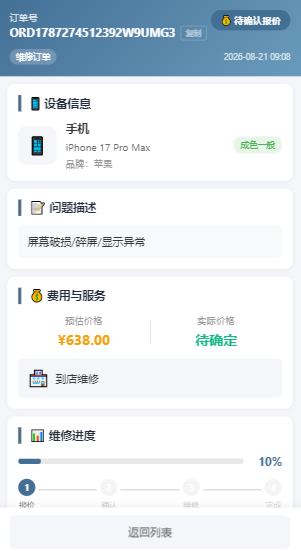 订单号
ORD1787274512392W9UMG3 复制
待确认报价
维修订单
2026-08-21 09:08
设备信息
手机
iPhone 17 Pro Max
品牌：苹果
成色一般
问题描述
屏幕破损/碎屏/显示异常
费用与服务
预估价格
¥638.00
实际价格
待确定
到店维修
维修进度
10%
1 2 3 4
报价 确认 维修 完成
返回列表